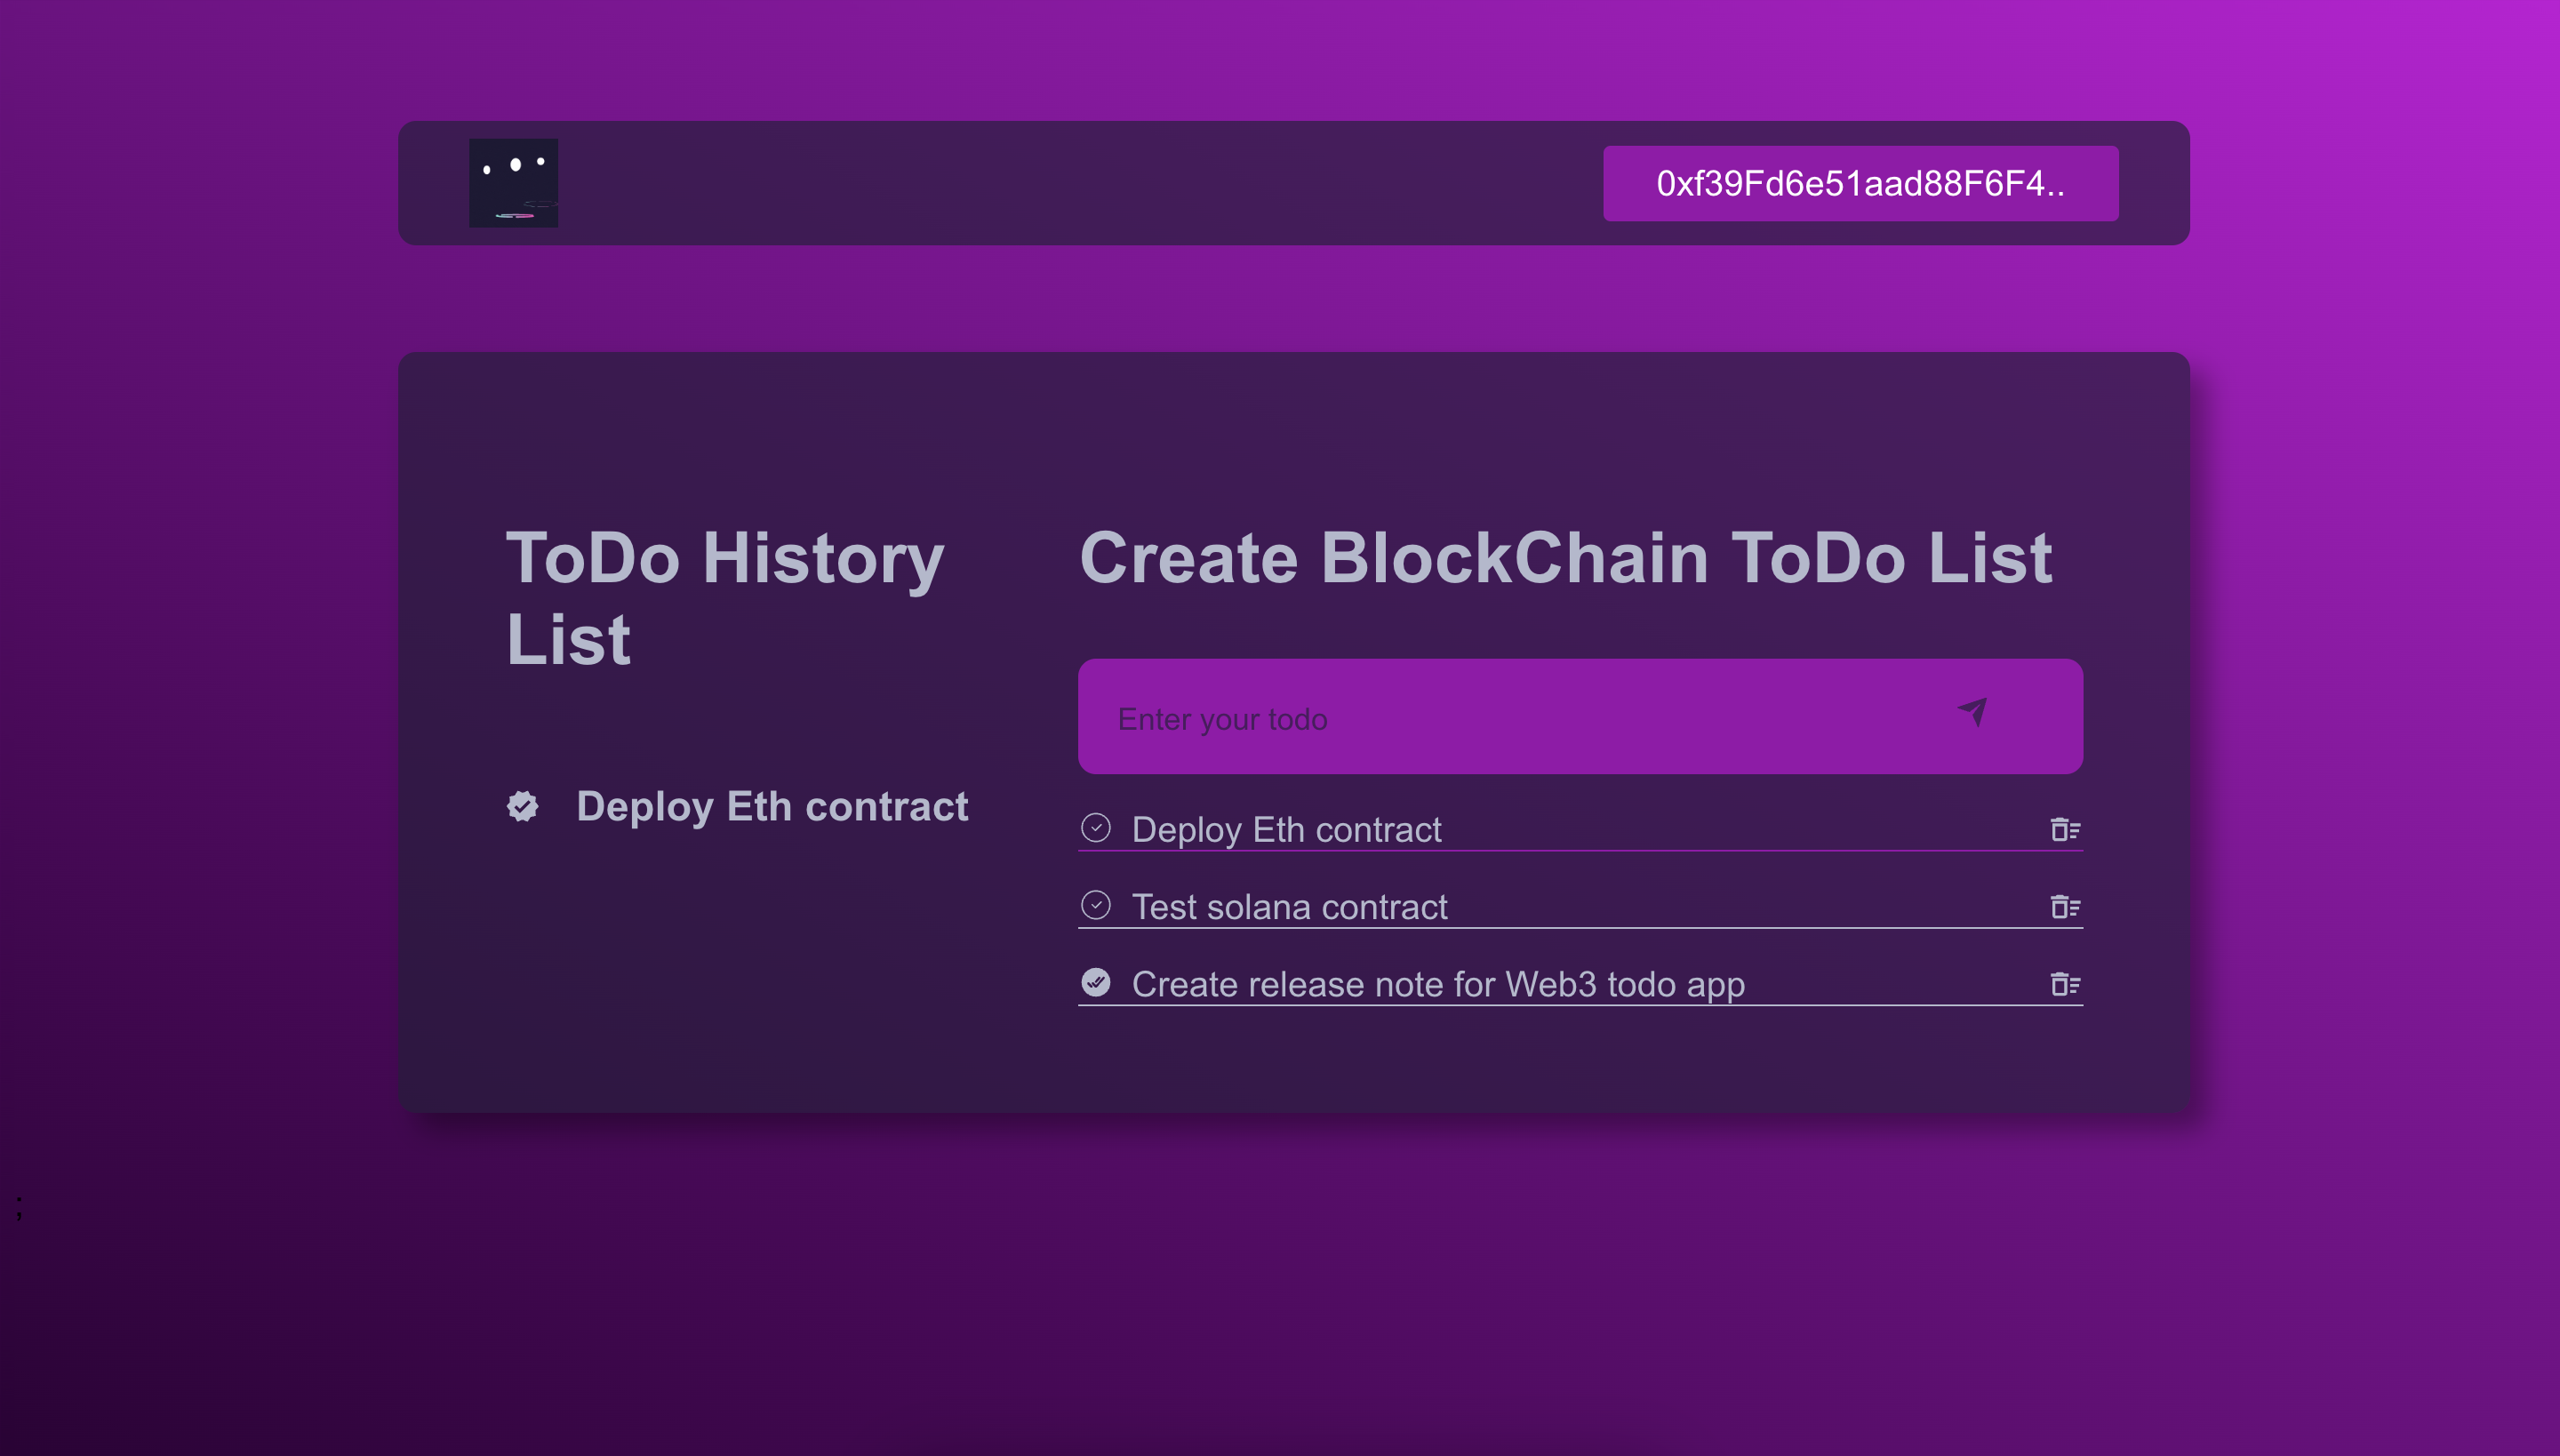 0xf39Fd6e51aad88F6F4..
ToDo History
List
Deploy Eth contract
Create BlockChain ToDo List
Enter your todo
Deploy Eth contract
Test solana contract
Create release note for Web3 todo app
;